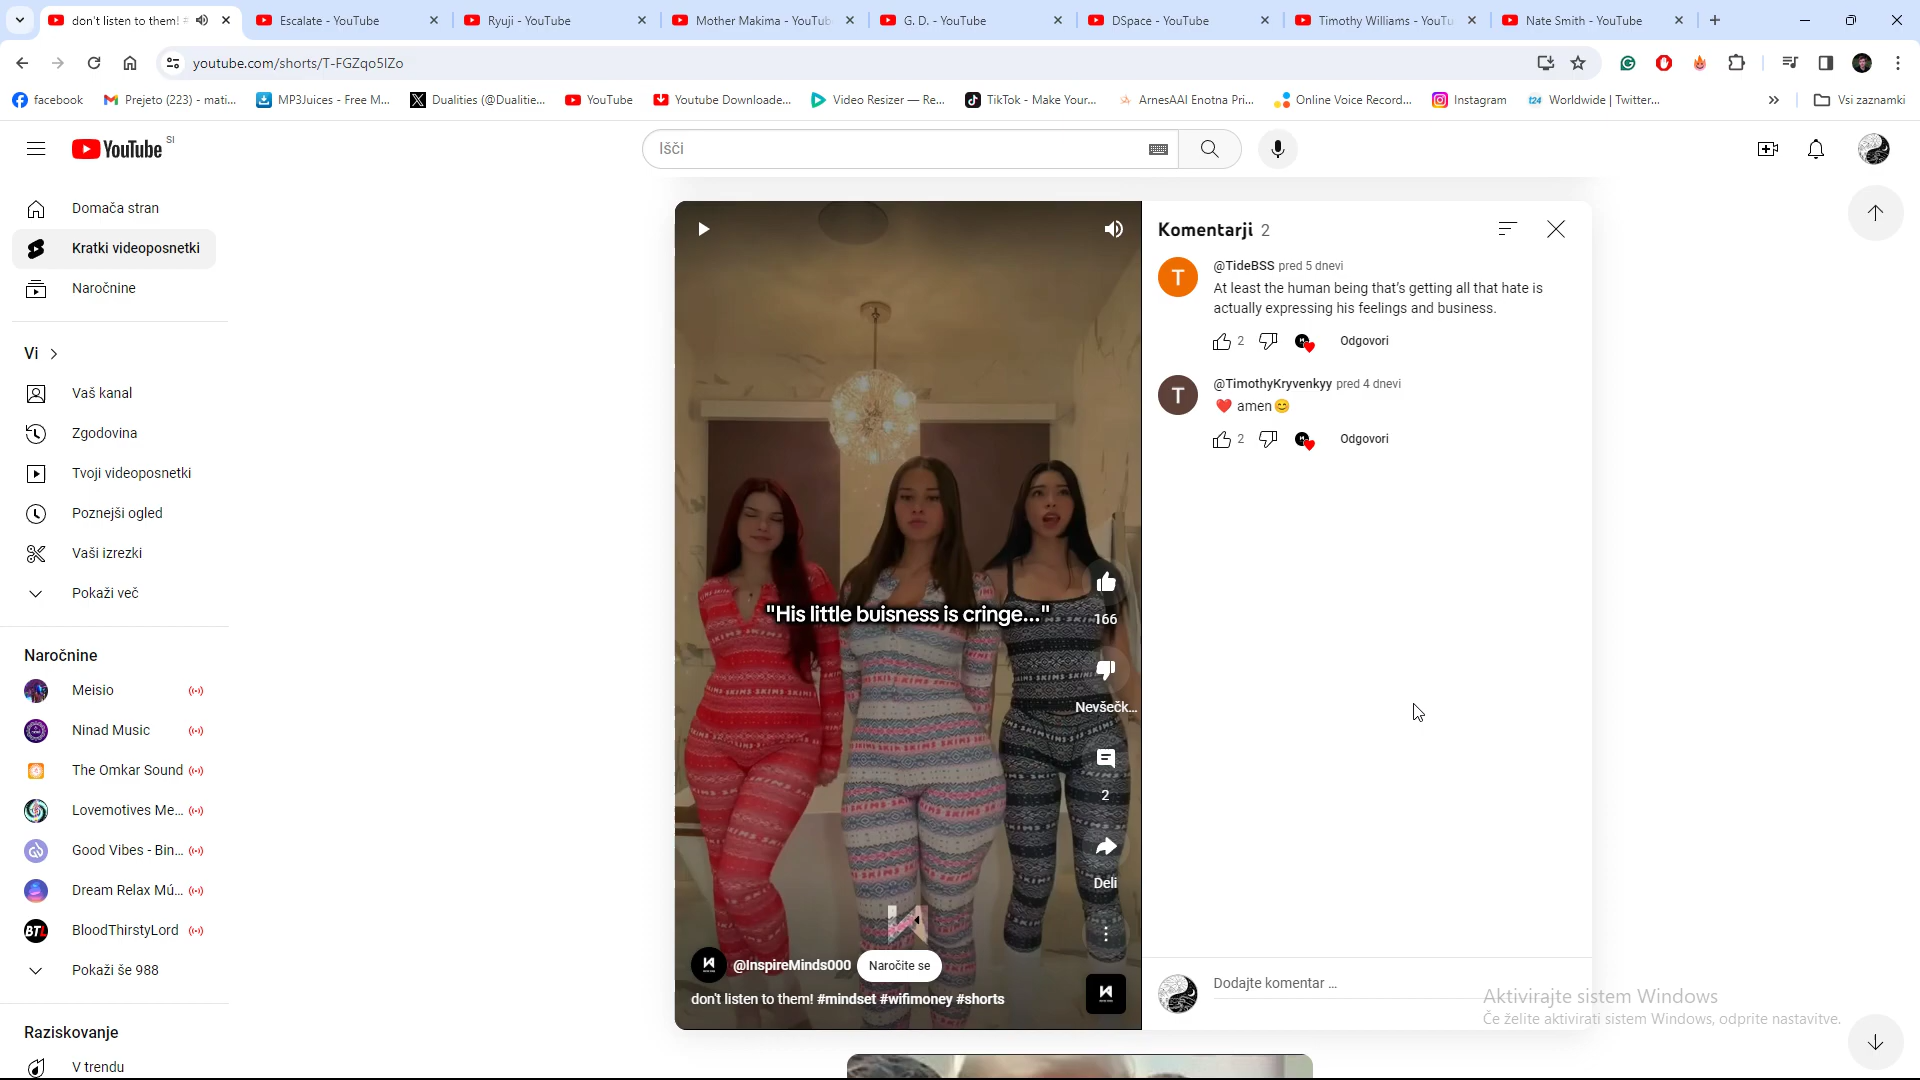 don't listen to them! #
Escalate - YouTube
Ryuji - YouTube
Mother Makima - YouTub
G. D. - YouTube
DSpace - YouTube
Timothy Williams - YouTu
Nate Smith - YouTube
youtube.com/shorts/T-FGZqo5IZo
facebook
Prejeto (223) - mati...
MP3Juices - Free M...
Dualities (@Dualitie...
YouTube
Youtube Downloade...
Video Resizer — Re...
TikTok - Make Your...
ArnesAAI Enotna Pri...
Online Voice Record...
Instagram
Worldwide | Twitter...
Vsi zaznamki
YouTube SI
Išči
Domača stran
Kratki videoposnetki
Naročnine
Vi
Vaš kanal
Zgodovina
Tvoji videoposnetki
Poznejši ogled
Vaši izrezki
Pokaži več
Naročnine
Meisio
Ninad Music
The Omkar Sound
Lovemotives Me...
Good Vibes - Bin...
Dream Relax Mú...
BloodThirstyLord
Pokaži še 988
Raziskovanje
V trendu
"His little buisness is cringe..."
166
Nevšečk...
2
Deli
@InspireMinds000
Naročite se
don't listen to them! #mindset #wifimoney #shorts
Komentarji 2
@TideBSS pred 5 dnevi
At least the human being that's getting all that hate is
actually expressing his feelings and business.
2
Odgovori
@TimothyKryvenkyy pred 4 dnevi
❤️ amen😊
2
Odgovori
Dodajte komentar ...
Aktivirajte sistem Windows
Če želite aktivirati sistem Windows, odprite nastavitve.